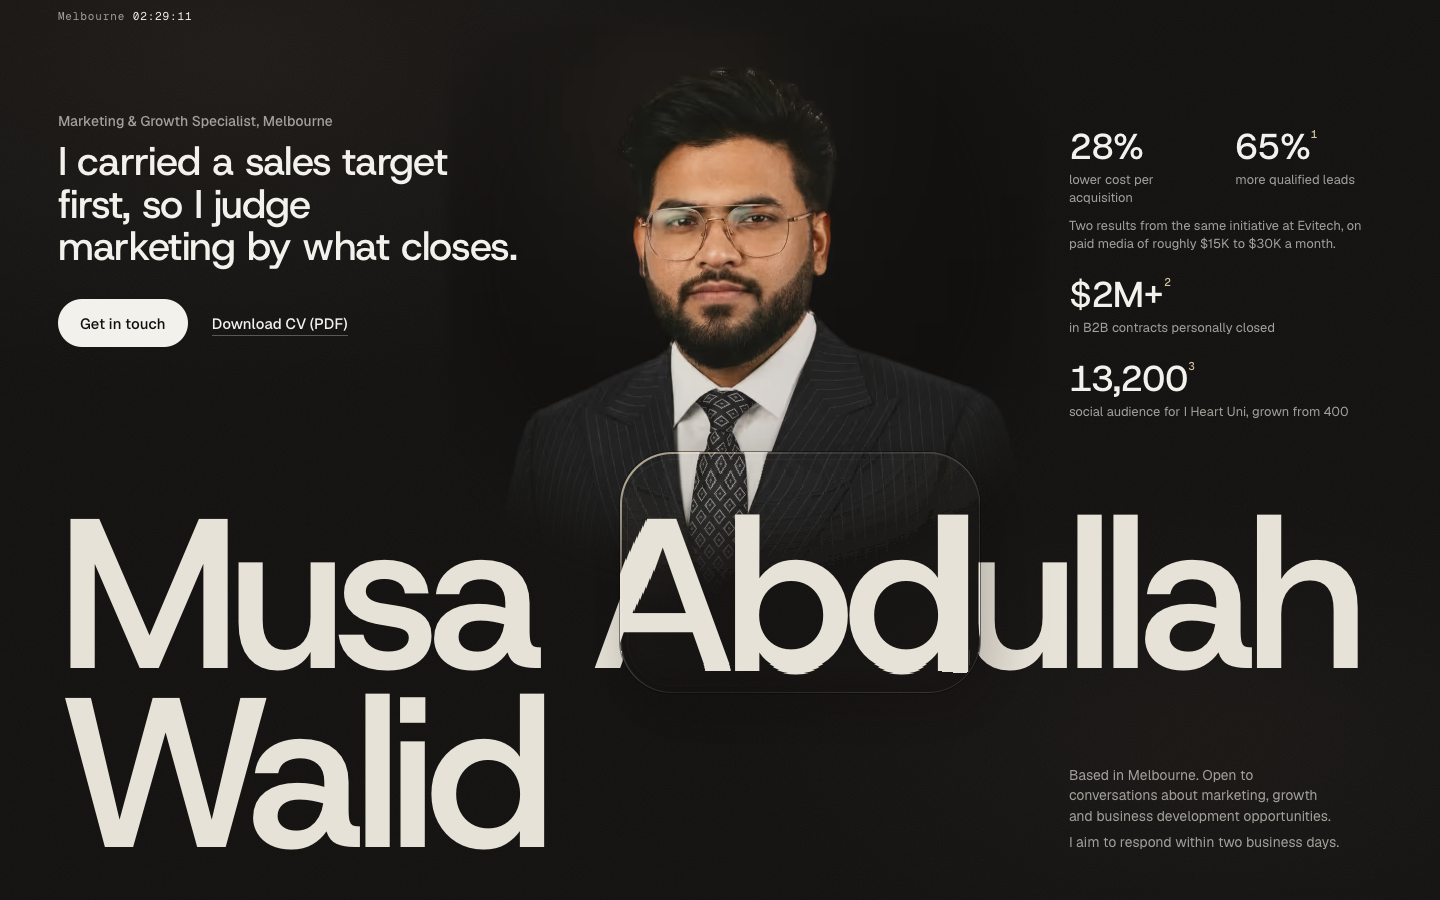 Melbourne 02:29:11
Marketing & Growth Specialist, Melbourne
I carried a sales target
first, so I judge
marketing by what closes.
Get in touch
Download CV (PDF)
28%
lower cost per
acquisition
65%1
more qualified leads
Two results from the same initiative at Evitech, on
paid media of roughly $15K to $30K a month.
$2M+2
in B2B contracts personally closed
13,2003
social audience for I Heart Uni, grown from 400
Musa Abdullah
Walid
Based in Melbourne. Open to
conversations about marketing, growth
and business development opportunities.
I aim to respond within two business days.